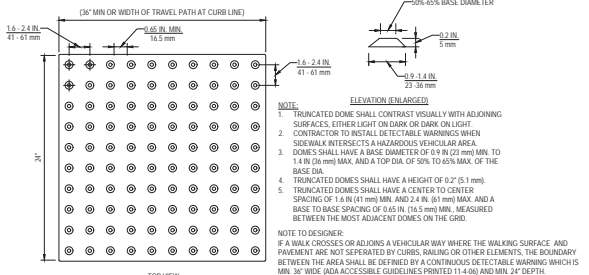 50%-65% BASE DIAMETER
(36" MIN OR WIDTH OF TRAVEL PATH AT CURB LINE)
1.6 - 2.4 IN.
41 - 61 mm
0.65 IN. MIN.
16.5 mm
0.2 IN.
5 mm
1.6 - 2.4 IN.
41 - 61 mm
0.9 -1.4 IN.
23 -36 mm
24"
ELEVATION (ENLARGED)
NOTE:
1. TRUNCATED DOME SHALL CONTRAST VISUALLY WITH ADJOINING
SURFACES, EITHER LIGHT ON DARK OR DARK ON LIGHT.
2. CONTRACTOR TO INSTALL DETECTABLE WARNINGS WHEN
SIDEWALK INTERSECTS A HAZARDOUS VEHICULAR AREA.
3. DOMES SHALL HAVE A BASE DIAMETER OF 0.9 IN (23 mm) MIN. TO
1.4 IN (36 mm) MAX, AND A TOP DIA. OF 50% TO 65% MAX. OF THE
BASE DIA.
4. TRUNCATED DOMES SHALL HAVE A HEIGHT OF 0.2" (5.1 mm).
5. TRUNCATED DOMES SHALL HAVE A CENTER TO CENTER
SPACING OF 1.6 IN (41 mm) MIN. AND 2.4 IN. (61 mm) MAX. AND A
BASE TO BASE SPACING OF 0.65 IN. (16.5 mm) MIN., MEASURED
BETWEEN THE MOST ADJACENT DOMES ON THE GRID.
NOTE TO DESIGNER:
IF A WALK CROSSES OR ADJOINS A VEHICULAR WAY WHERE THE WALKING SURFACE AND
PAVEMENT ARE NOT SEPERATED BY CURBS, RAILING OR OTHER ELEMENTS, THE BOUNDARY
BETWEEN THE AREA SHALL BE DEFINED BY A CONTINUOUS DETECTABLE WARNING WHICH IS
MIN. 36" WIDE (ADA ACCESSIBLE GUIDELINES PRINTED 11-4-06) AND MIN. 24" DEPTH.
TOP VIEW